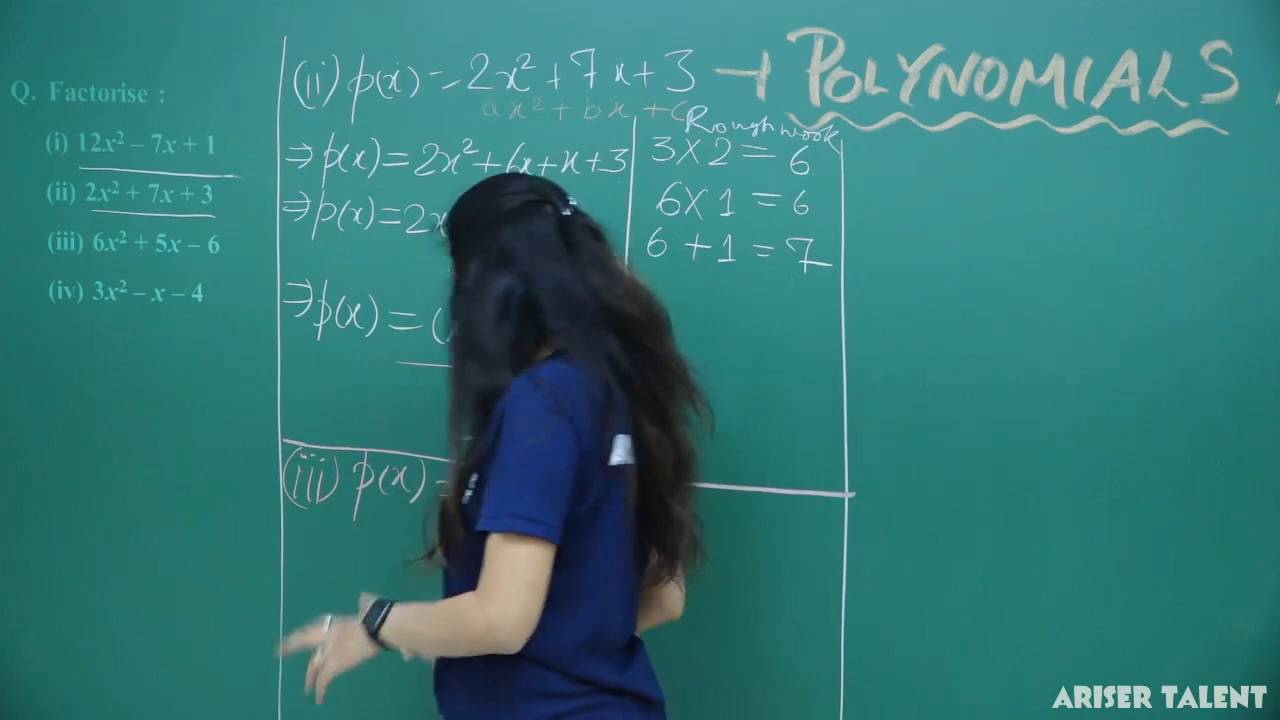 Q. Factorise :
(i) 12x² – 7x + 1
(ii) 2x² + 7x + 3
(iii) 6x² + 5x – 6
(iv) 3x² – x – 4
(ii) p(x) = 2x² + 7x + 3 → POLYNOMIALS
ax² + bx + c
Rough work
⇒ p(x) = 2x² + 6x + x + 3
3 × 2 = 6
⇒ p(x) = 2x
6 × 1 = 6
6 + 1 = 7
⇒ p(x) = (
(iii) p(x) =
ARISER TALENT